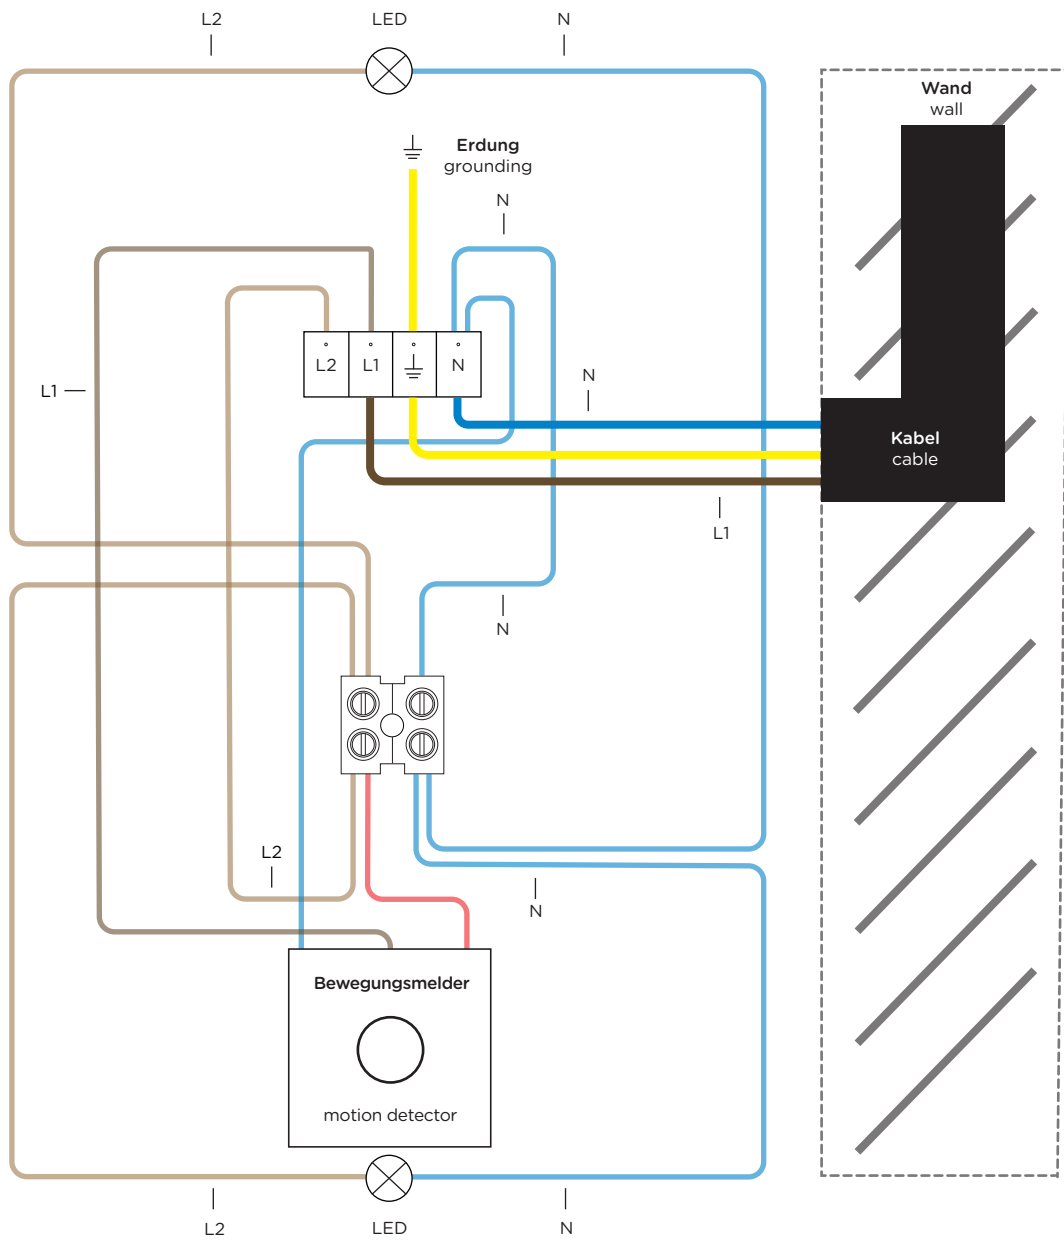 L2
LED
N
Wand
wall
Erdung
grounding
N
L2
L1
N
L1
N
Kabel
cable
L1
N
L2
N
Bewegungsmelder
motion detector
L2
LED
N